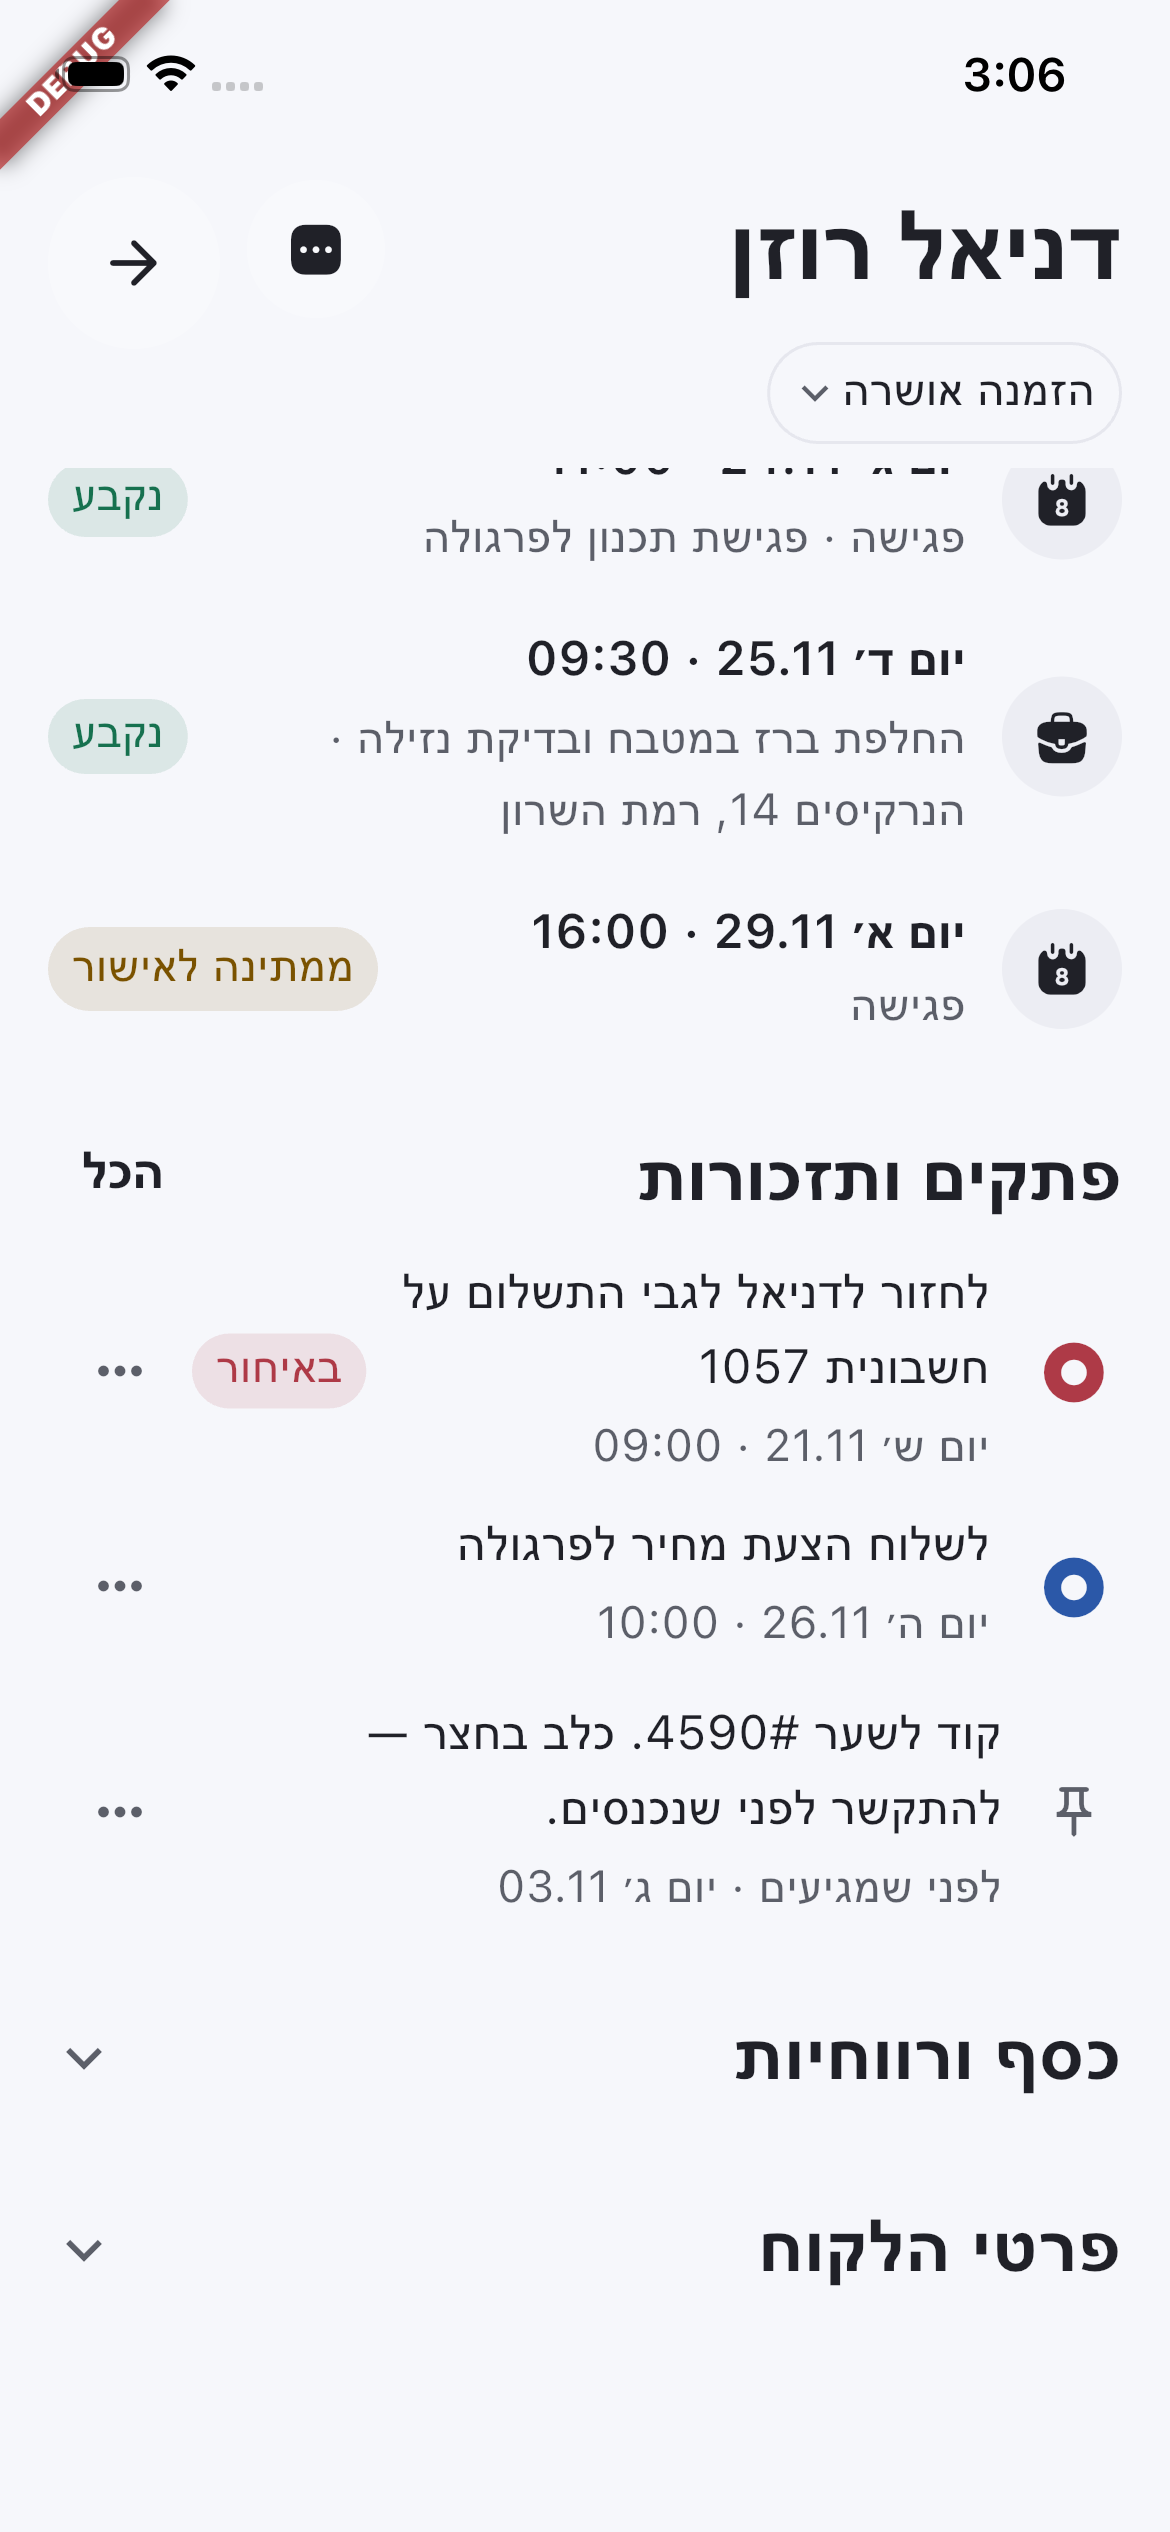 DEBUG
3:06
דניאל רוזן
הזמנה אושרה
נקבע
פגישה · פגישת תכנון לפרגולה
יום ד׳ 25.11 · 09:30
נקבע
החלפת ברז במטבח ובדיקת נזילה ·
הנרקיסים 14, רמת השרון
יום א׳ 29.11 · 16:00
ממתינה לאישור
פגישה
פתקים ותזכורות
הכל
לחזור לדניאל לגבי התשלום על
חשבונית 1057
באיחור
יום ש׳ 21.11 · 09:00
לשלוח הצעת מחיר לפרגולה
יום ה׳ 26.11 · 10:00
קוד לשער 4590#. כלב בחצר —
להתקשר לפני שנכנסים.
לפני שמגיעים · יום ג׳ 03.11
כסף ורווחיות
פרטי הלקוח